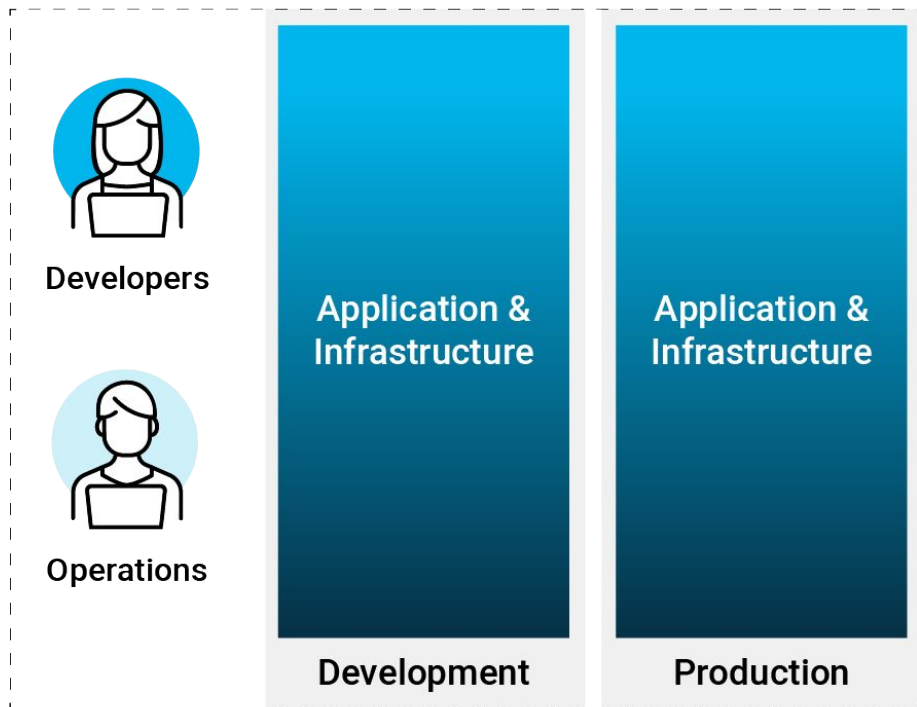 Developers
Operations
Application &
Infrastructure
Development
Application &
Infrastructure
Production